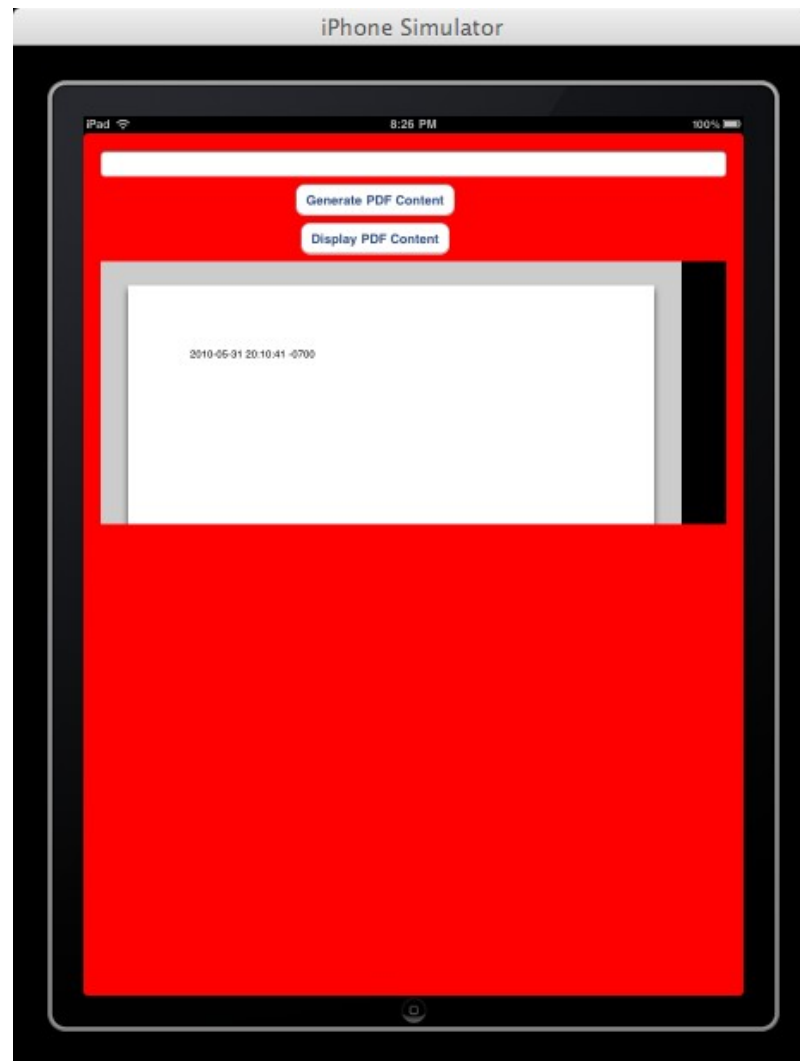 iPhone Simulator
iPad 8:26 PM 100%
Generate PDF Content
Display PDF Content
2010-05-31 20:10:41 -0700